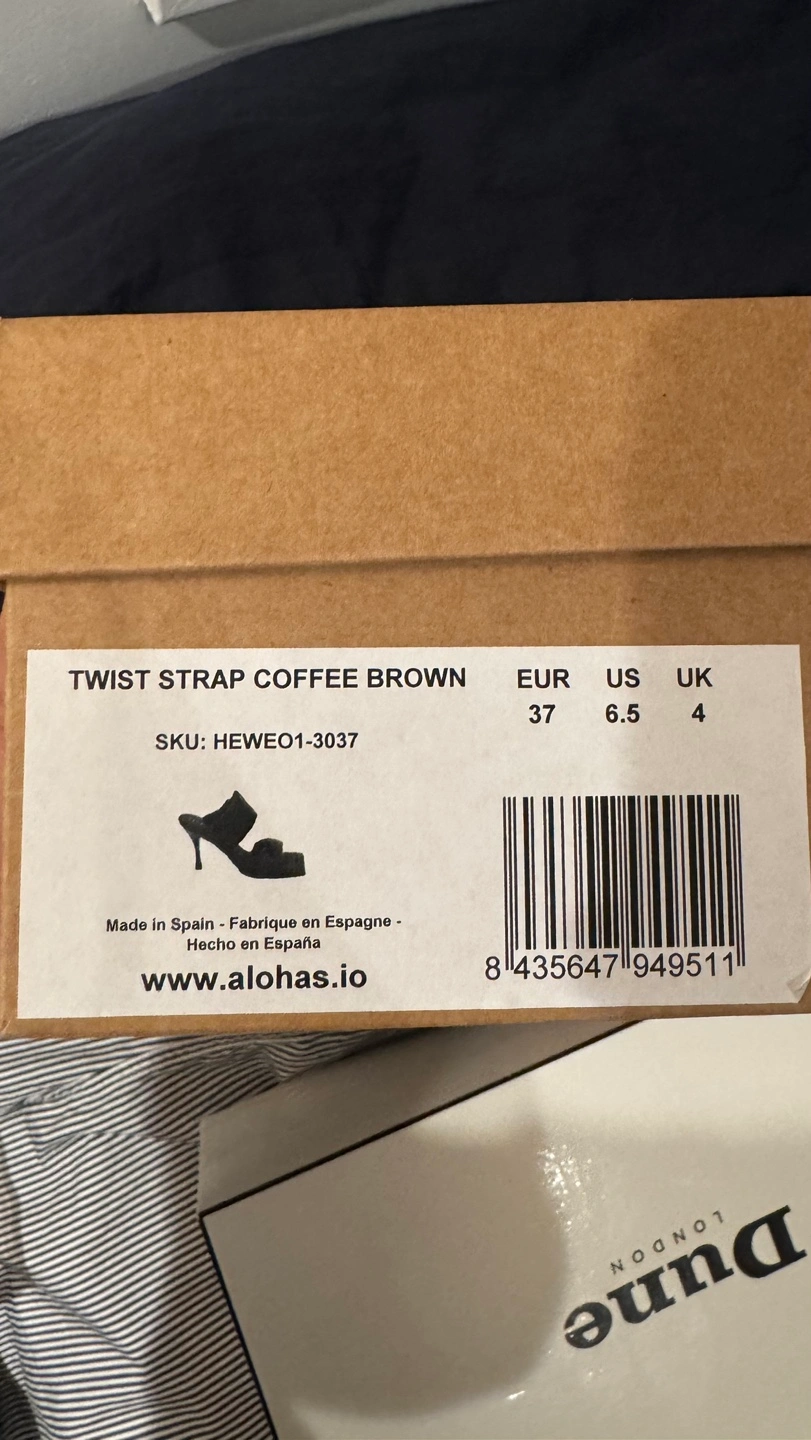 TWIST STRAP COFFEE BROWN
EUR US UK
37 6.5 4
SKU: HEWEO1-3037
Made in Spain - Fabrique en Espagne -
Hecho en España
www.alohas.io
8 435647 949511
Dune
LONDON